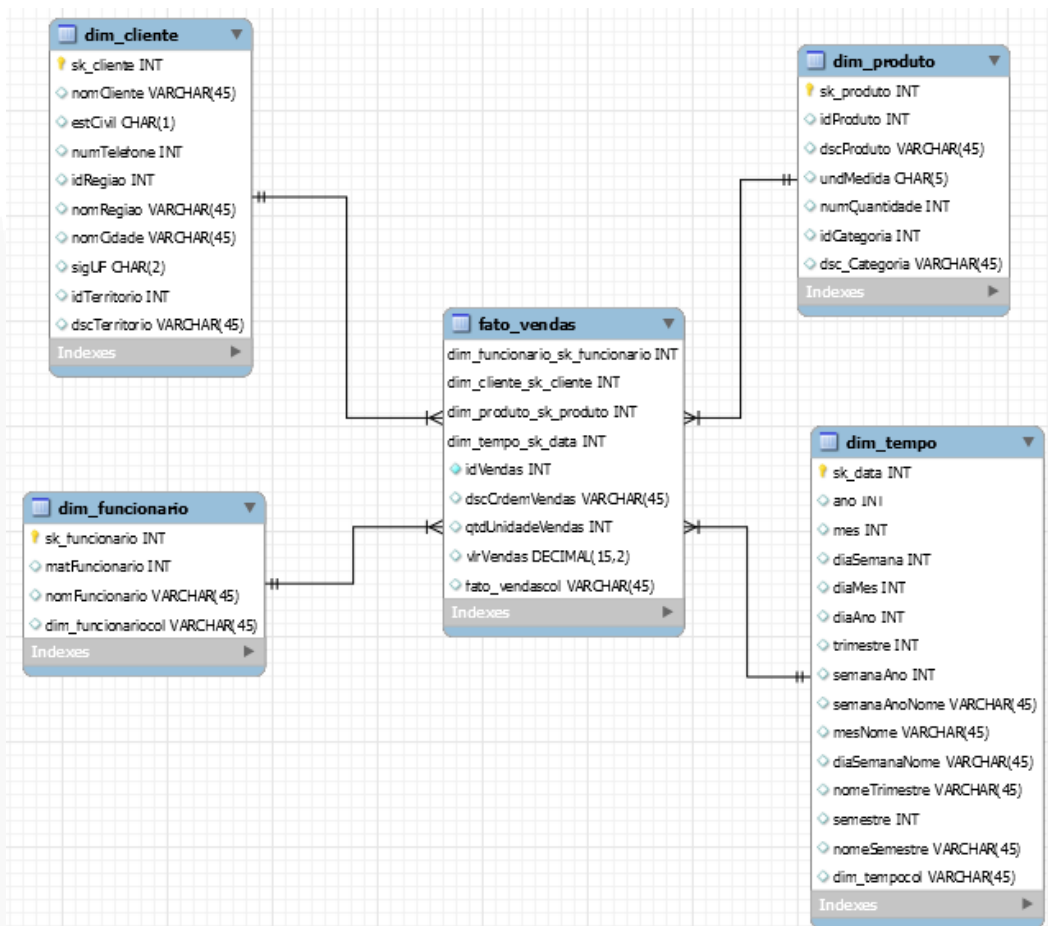 dim_cliente
sk_cliente INT
nomCliente VARCHAR(45)
estCivil CHAR(1)
numTelefone INT
idRegiao INT
nomRegiao VARCHAR(45)
nomCidade VARCHAR(45)
sigUF CHAR(2)
idTerritorio INT
dscTerritorio VARCHAR(45)
Indexes
dim_produto
sk_produto INT
idProduto INT
dscProduto VARCHAR(45)
undMedida CHAR(5)
numQuantidade INT
idCategoria INT
dsc_Categoria VARCHAR(45)
Indexes
fato_vendas
dim_funcionario_sk_funcionario INT
dim_cliente_sk_cliente INT
dim_produto_sk_produto INT
dim_tempo_sk_data INT
idVendas INT
dscOrdemVendas VARCHAR(45)
qtdUnidadeVendas INT
vlrVendas DECIMAL(15,2)
fato_vendascol VARCHAR(45)
Indexes
dim_funcionario
sk_funcionario INT
matFuncionario INT
nomFuncionario VARCHAR(45)
dim_funcionariocol VARCHAR(45)
Indexes
dim_tempo
sk_data INT
ano INT
mes INT
diaSemana INT
diaMes INT
diaAno INT
trimestre INT
semanaAno INT
semanaAnoNome VARCHAR(45)
mesNome VARCHAR(45)
diaSemanaNome VARCHAR(45)
nomeTrimestre VARCHAR(45)
semestre INT
nomeSemestre VARCHAR(45)
dim_tempocol VARCHAR(45)
Indexes